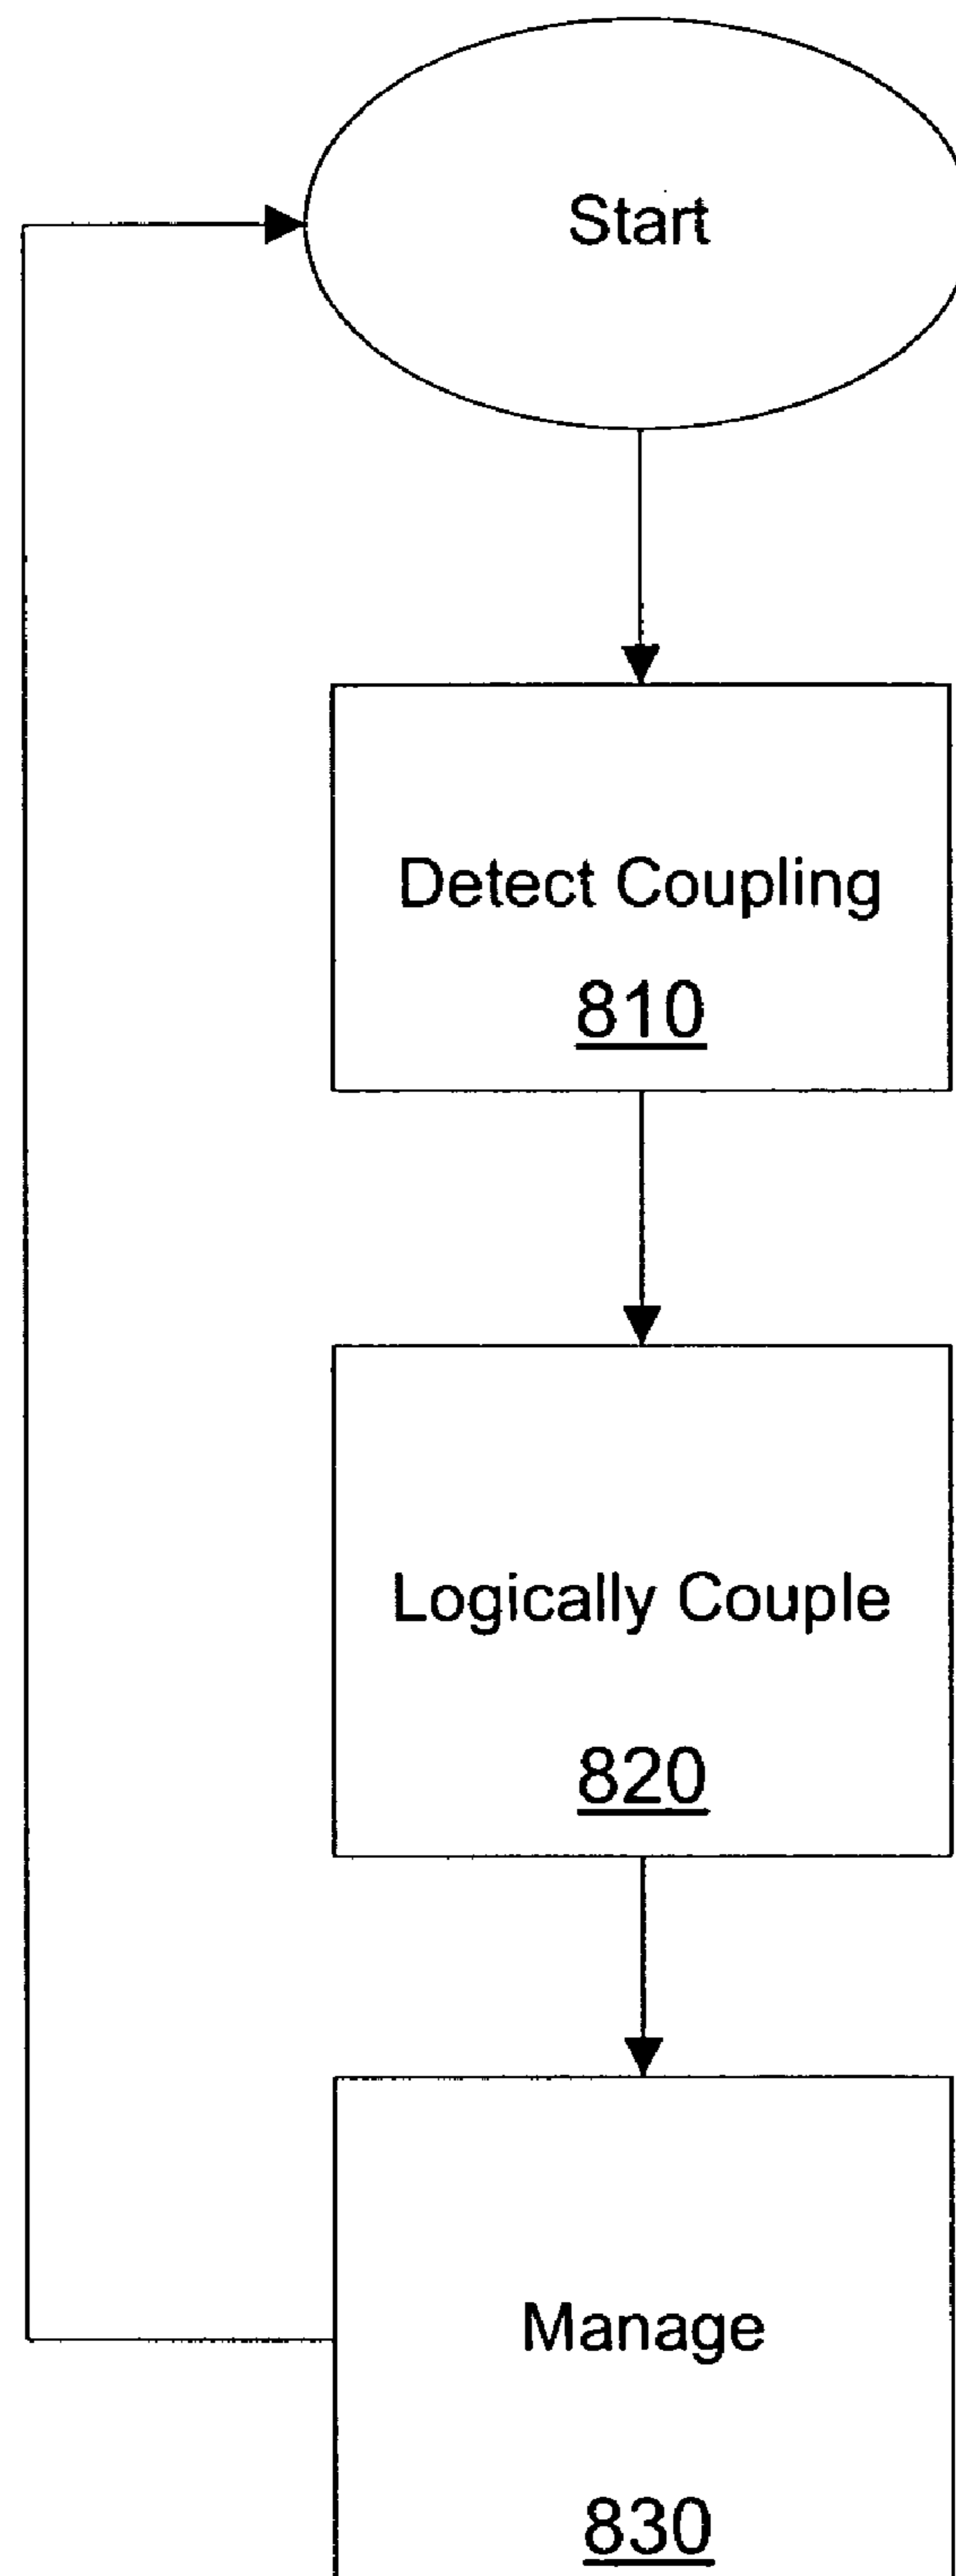 Start
Detect Coupling
810
Logically Couple
820
Manage
830